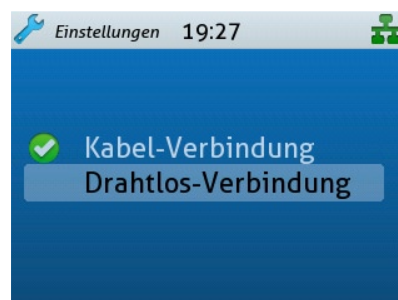 Einstellungen 19:27
Kabel-Verbindung
Drahtlos-Verbindung